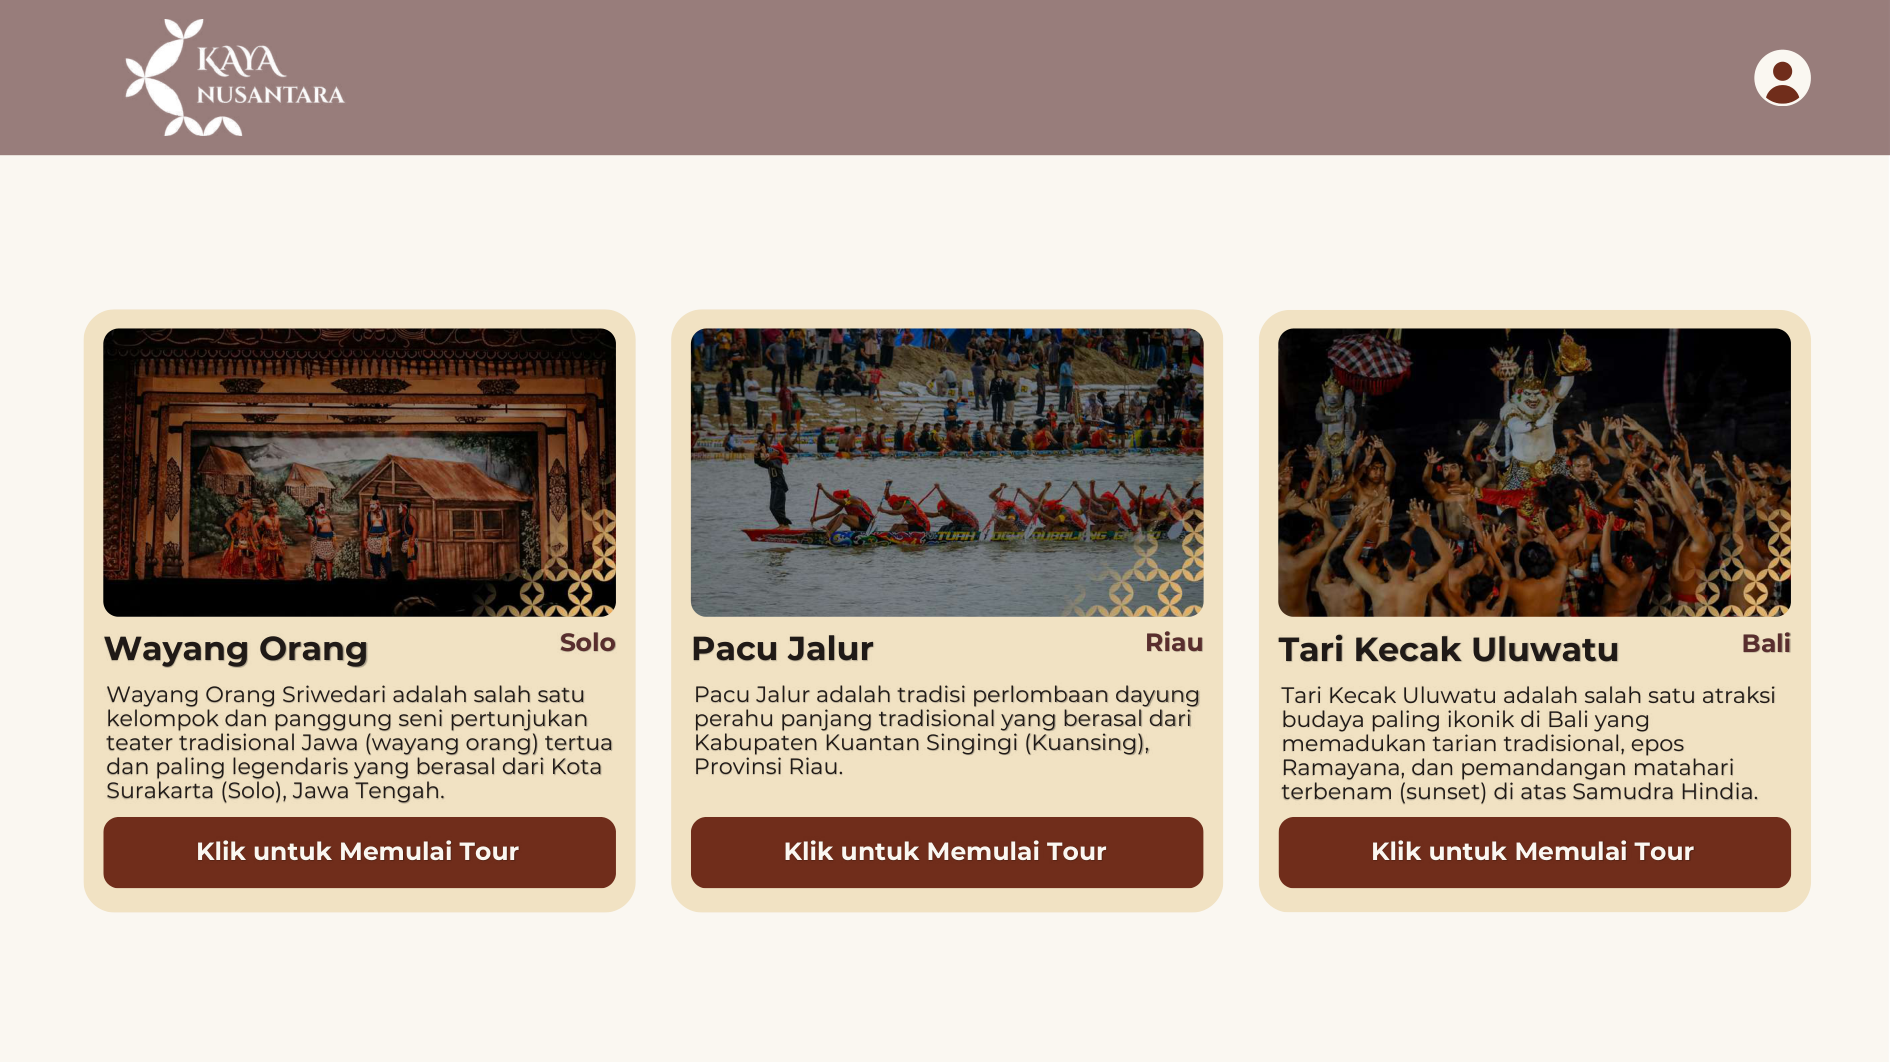 KAYA
NUSANTARA
Wayang Orang
Solo
Wayang Orang Sriwedari adalah salah satu
kelompok dan panggung seni pertunjukan
teater tradisional Jawa (wayang orang) tertua
dan paling legendaris yang berasal dari Kota
Surakarta (Solo), Jawa Tengah.
Klik untuk Memulai Tour
Pacu Jalur
Riau
Pacu Jalur adalah tradisi perlombaan dayung
perahu panjang tradisional yang berasal dari
Kabupaten Kuantan Singingi (Kuansing),
Provinsi Riau.
Klik untuk Memulai Tour
Tari Kecak Uluwatu
Bali
Tari Kecak Uluwatu adalah salah satu atraksi
budaya paling ikonik di Bali yang
memadukan tarian tradisional, epos
Ramayana, dan pemandangan matahari
terbenam (sunset) di atas Samudra Hindia.
Klik untuk Memulai Tour